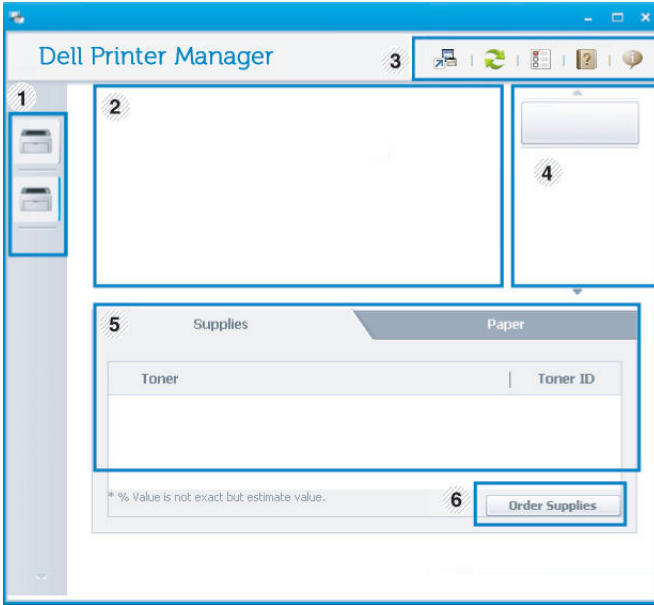 Dell Printer Manager
3
1
2
4
5 Supplies Paper
Toner Toner ID
* % Value is not exact but estimate value.
6 Order Supplies